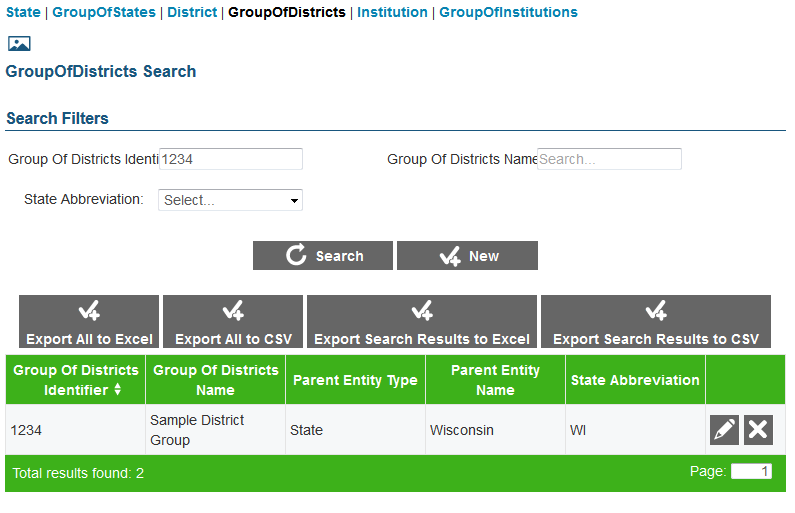 State | GroupOfStates | District | GroupOfDistricts | Institution | GroupOfInstitutions
GroupOfDistricts Search
Search Filters
Group Of Districts Identi 1234 Group Of Districts Name Search...
State Abbreviation: Select...
Search New
Export All to Excel Export All to CSV Export Search Results to Excel Export Search Results to CSV
Group Of Districts Identifier Group Of Districts Name Parent Entity Type Parent Entity Name State Abbreviation
1234 Sample District Group State Wisconsin WI
Total results found: 2 Page: 1